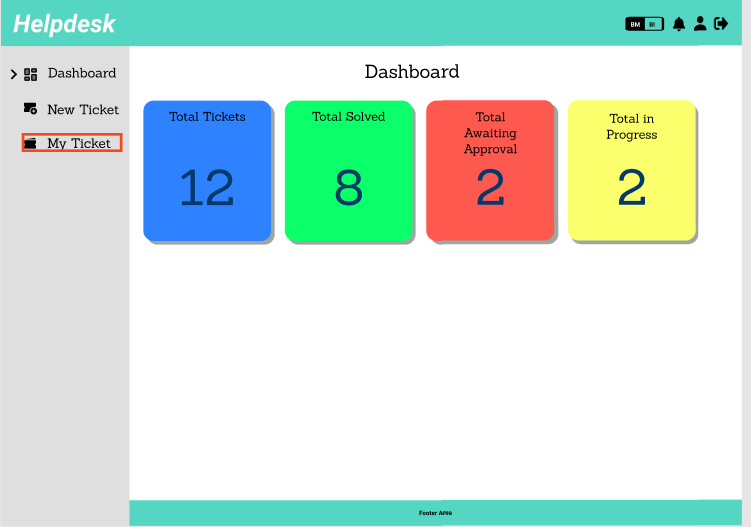 Helpdesk
BM BI
Dashboard
New Ticket
My Ticket
Dashboard
Total Tickets
12
Total Solved
8
Total
Awaiting
Approval
2
Total in
Progress
2
Footer Area